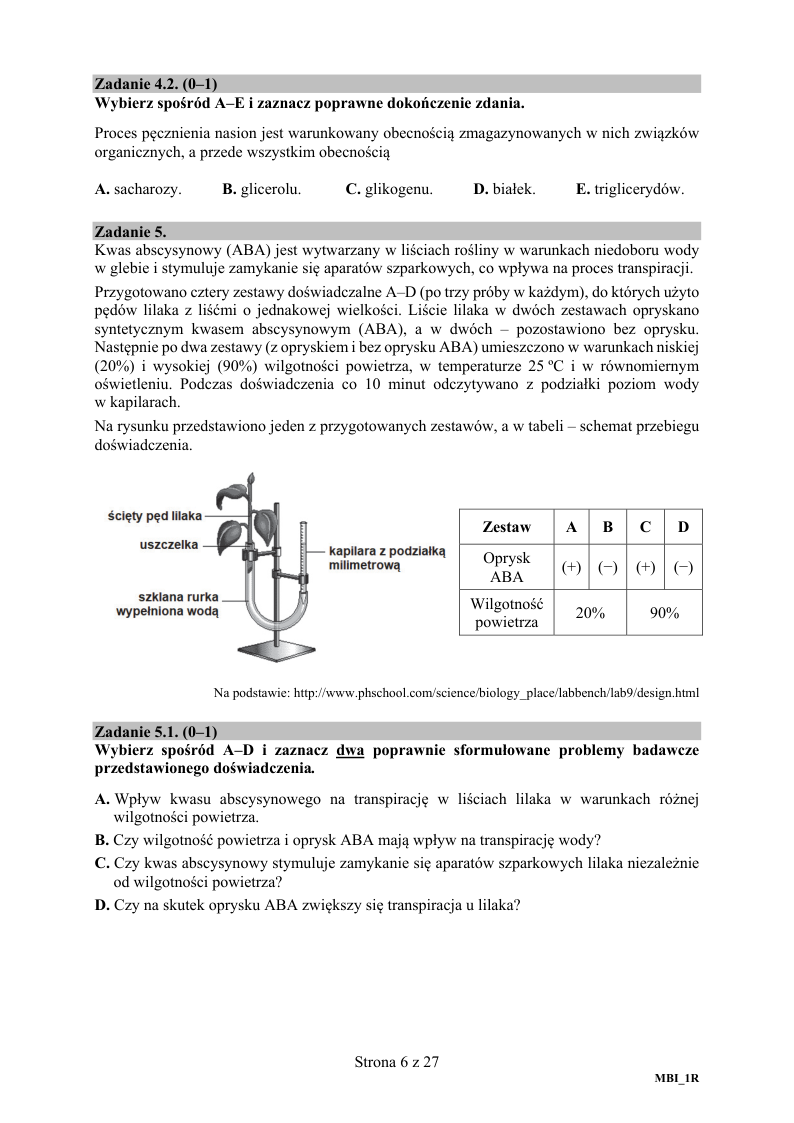 Zadanie 4.2. (0–1)
Wybierz spośród A–E i zaznacz poprawne dokończenie zdania.
Proces pęcznienia nasion jest warunkowany obecnością zmagazynowanych w nich związków
organicznych, a przede wszystkim obecnością
A. sacharozy. B. glicerolu. C. glikogenu. D. białek. E. triglicerydów.
Zadanie 5.
Kwas abscysynowy (ABA) jest wytwarzany w liściach rośliny w warunkach niedoboru wody
w glebie i stymuluje zamykanie się aparatów szparkowych, co wpływa na proces transpiracji.
Przygotowano cztery zestawy doświadczalne A–D (po trzy próby w każdym), do których użyto
pędów lilaka z liśćmi o jednakowej wielkości. Liście lilaka w dwóch zestawach opryskano
syntetycznym kwasem abscysynowym (ABA), a w dwóch – pozostawiono bez oprysku.
Następnie po dwa zestawy (z opryskiem i bez oprysku ABA) umieszczono w warunkach niskiej
(20%) i wysokiej (90%) wilgotności powietrza, w temperaturze 25 ºC i w równomiernym
oświetleniu. Podczas doświadczenia co 10 minut odczytywano z podziałki poziom wody
w kapilarach.
Na rysunku przedstawiono jeden z przygotowanych zestawów, a w tabeli – schemat przebiegu
doświadczenia.
ścięty pęd lilaka
uszczelka
kapilara z podziałką
milimetrową
szklana rurka
wypełniona wodą
Zestaw A B C D
Oprysk
ABA (+) (−) (+) (−)
Wilgotność
powietrza 20% 90%
Na podstawie: http://www.phschool.com/science/biology_place/labbench/lab9/design.html
Zadanie 5.1. (0–1)
Wybierz spośród A–D i zaznacz dwa poprawnie sformułowane problemy badawcze
przedstawionego doświadczenia.
A. Wpływ kwasu abscysynowego na transpirację w liściach lilaka w warunkach różnej
wilgotności powietrza.
B. Czy wilgotność powietrza i oprysk ABA mają wpływ na transpirację wody?
C. Czy kwas abscysynowy stymuluje zamykanie się aparatów szparkowych lilaka niezależnie
od wilgotności powietrza?
D. Czy na skutek oprysku ABA zwiększy się transpiracja u lilaka?
Strona 6 z 27
MBI_1R